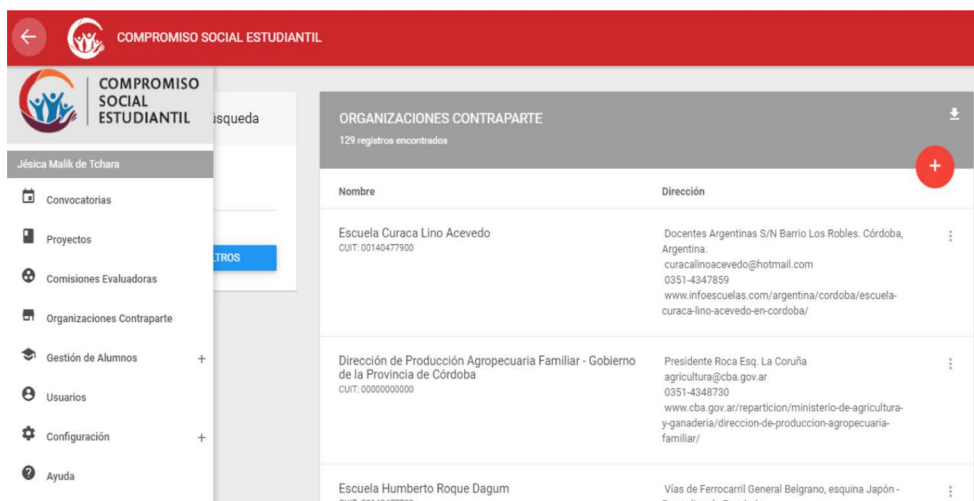 COMPROMISO SOCIAL ESTUDIANTIL
COMPROMISO
SOCIAL
ESTUDIANTIL
Jésica Malik de Tchara
Convocatorias
Proyectos
Comisiones Evaluadoras
Organizaciones Contraparte
Gestión de Alumnos +
Usuarios
Configuración +
Ayuda
úsqueda
LTROS
ORGANIZACIONES CONTRAPARTE
129 registros encontrados
+
Nombre
Dirección
Escuela Curaca Lino Acevedo
CUIT: 00140477900
Docentes Argentinas S/N Barrio Los Robles. Córdoba,
Argentina.
curacalinoacevedo@hotmail.com
0351-4347859
www.infoescuelas.com/argentina/cordoba/escuela-
curaca-lino-acevedo-en-cordoba/
Dirección de Producción Agropecuaria Familiar - Gobierno
de la Provincia de Córdoba
CUIT: 00000000000
Presidente Roca Esq. La Coruña
agricultura@cba.gov.ar
0351-4348730
www.cba.gov.ar/reparticion/ministerio-de-agricultura-
y-ganaderia/direccion-de-produccion-agropecuaria-
familiar/
Escuela Humberto Roque Dagum
Vías de Ferrocarril General Belgrano, esquina Japón -